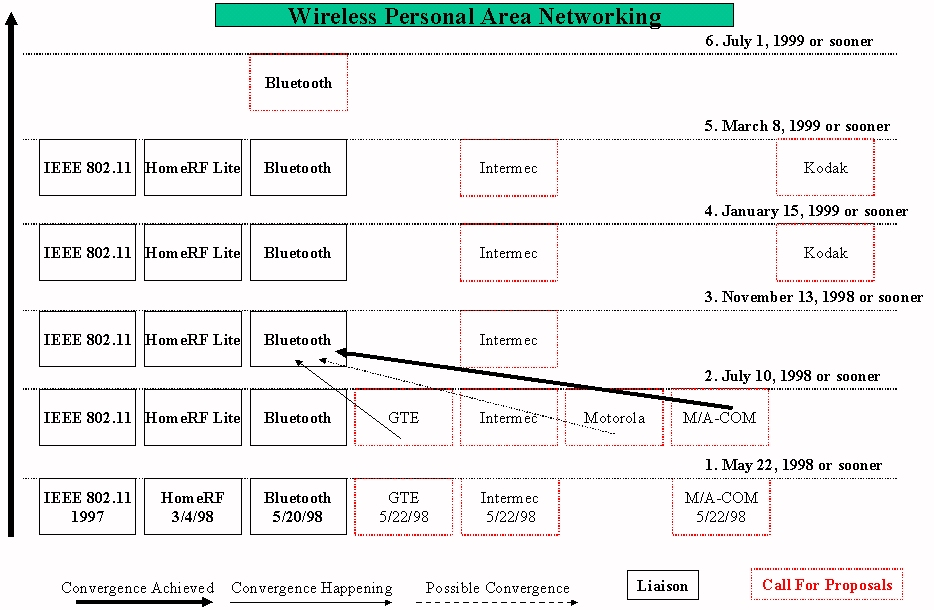 Wireless Personal Area Networking
6. July 1, 1999 or sooner
Bluetooth
5. March 8, 1999 or sooner
IEEE 802.11
HomeRF Lite
Bluetooth
Intermec
Kodak
4. January 15, 1999 or sooner
IEEE 802.11
HomeRF Lite
Bluetooth
Intermec
Kodak
3. November 13, 1998 or sooner
IEEE 802.11
HomeRF Lite
Bluetooth
Intermec
2. July 10, 1998 or sooner
IEEE 802.11
HomeRF Lite
Bluetooth
GTE
Intermec
Motorola
M/A-COM
1. May 22, 1998 or sooner
IEEE 802.11
1997
HomeRF
3/4/98
Bluetooth
5/20/98
GTE
5/22/98
Intermec
5/22/98
M/A-COM
5/22/98
Convergence Achieved
Convergence Happening
Possible Convergence
Liaison
Call For Proposals